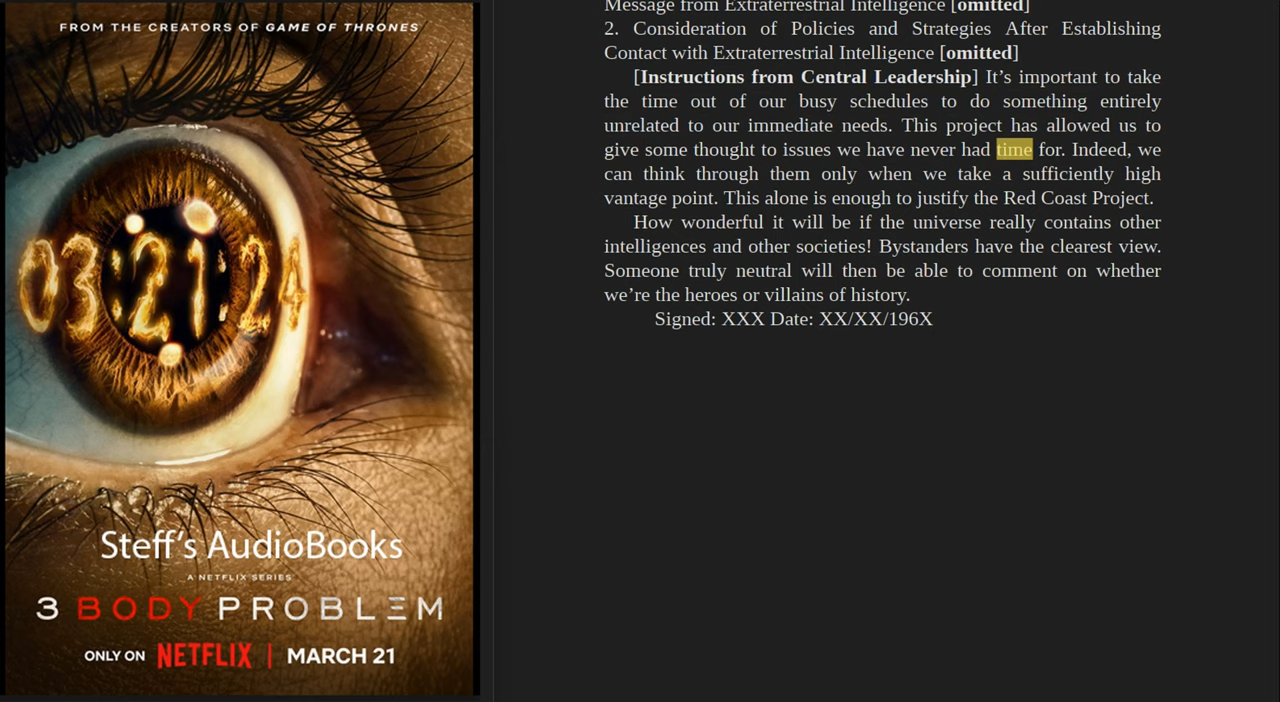 FROM THE CREATORS OF GAME OF THRONES
03:21:24
Steff's AudioBooks
A NETFLIX SERIES
3 BODY PROBLEM
ONLY ON NETFLIX | MARCH 21
Message from Extraterrestrial Intelligence [omitted]
2. Consideration of Policies and Strategies After Establishing
Contact with Extraterrestrial Intelligence [omitted]
[Instructions from Central Leadership] It’s important to take
the time out of our busy schedules to do something entirely
unrelated to our immediate needs. This project has allowed us to
give some thought to issues we have never had time for. Indeed, we
can think through them only when we take a sufficiently high
vantage point. This alone is enough to justify the Red Coast Project.
How wonderful it will be if the universe really contains other
intelligences and other societies! Bystanders have the clearest view.
Someone truly neutral will then be able to comment on whether
we’re the heroes or villains of history.
Signed: XXX Date: XX/XX/196X